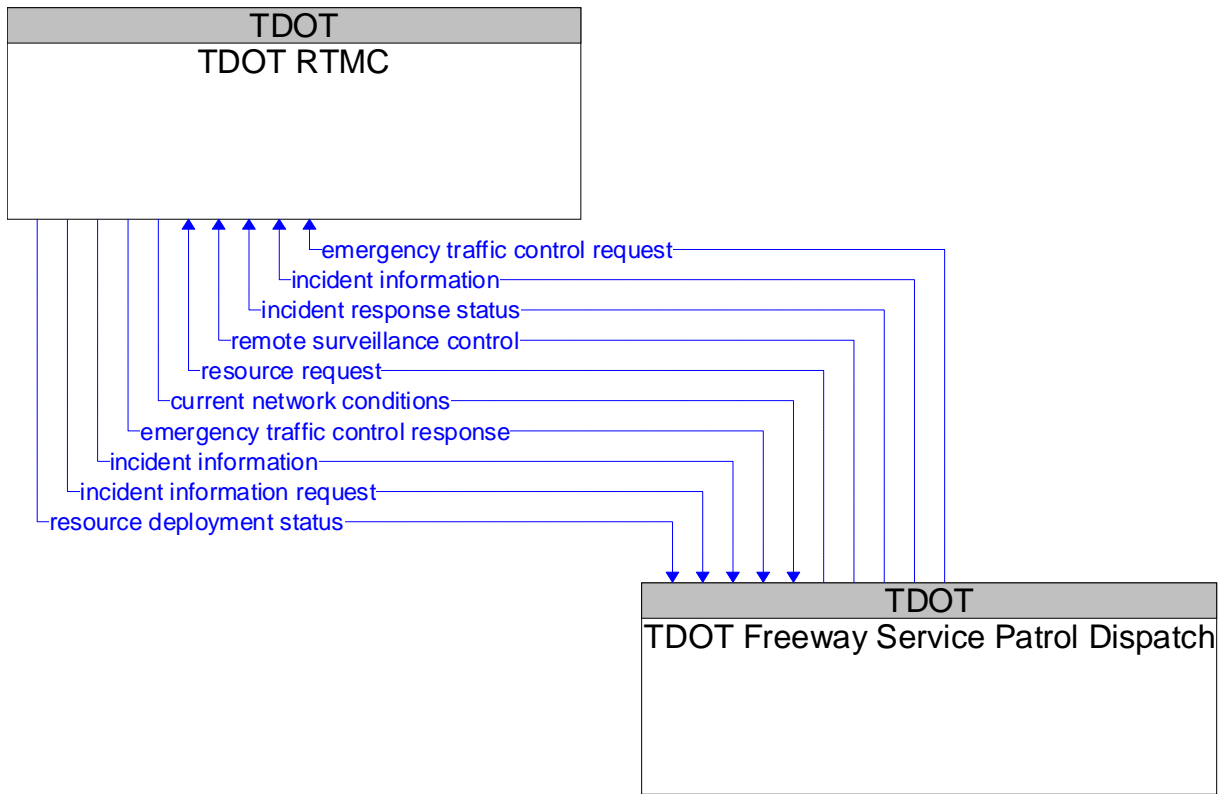 TDOT
TDOT RTMC
emergency traffic control request
incident information
incident response status
remote surveillance control
resource request
current network conditions
emergency traffic control response
incident information
incident information request
resource deployment status
TDOT
TDOT Freeway Service Patrol Dispatch